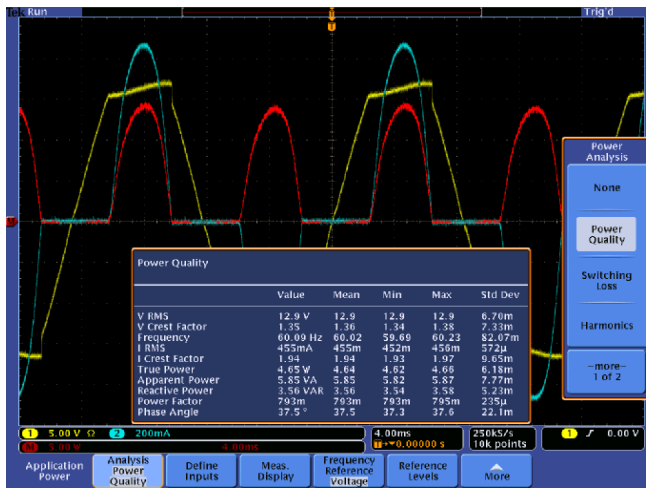 Tek Run Trig'd
Power Analysis
None
Power Quality
Switching Loss
Harmonics
—more— 1 of 2
Power Quality
Value Mean Min Max Std Dev
V RMS 12.9 V 12.9 12.9 12.9 6.70m
V Crest Factor 1.35 1.36 1.34 1.38 7.33m
Frequency 60.09 Hz 60.02 59.69 60.23 82.07m
I RMS 455mA 455m 452m 456m 572µ
I Crest Factor 1.94 1.94 1.93 1.97 9.65m
True Power 4.65 W 4.64 4.62 4.66 6.18m
Apparent Power 5.85 VA 5.85 5.82 5.87 7.77m
Reactive Power 3.56 VAR 3.56 3.54 3.58 5.23m
Power Factor 793m 793m 793m 795m 235µ
Phase Angle 37.5 ° 37.5 37.3 37.6 22.1m
1 5.00 V Ω 2 200mA 4.00ms 250kS/s 1 0.00 V
M 5.00 W 4.00ms T 0.00000 s 10k points
Application Power
Analysis Power Quality
Define Inputs
Meas. Display
Frequency Reference Voltage
Reference Levels
More